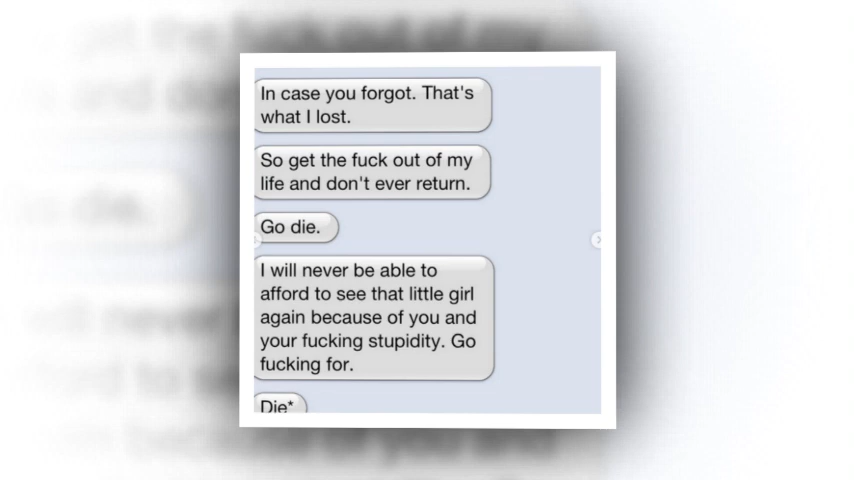 In case you forgot. That's
what I lost.
So get the fuck out of my
life and don't ever return.
Go die.
I will never be able to
afford to see that little girl
again because of you and
your fucking stupidity. Go
fucking for.
Die*